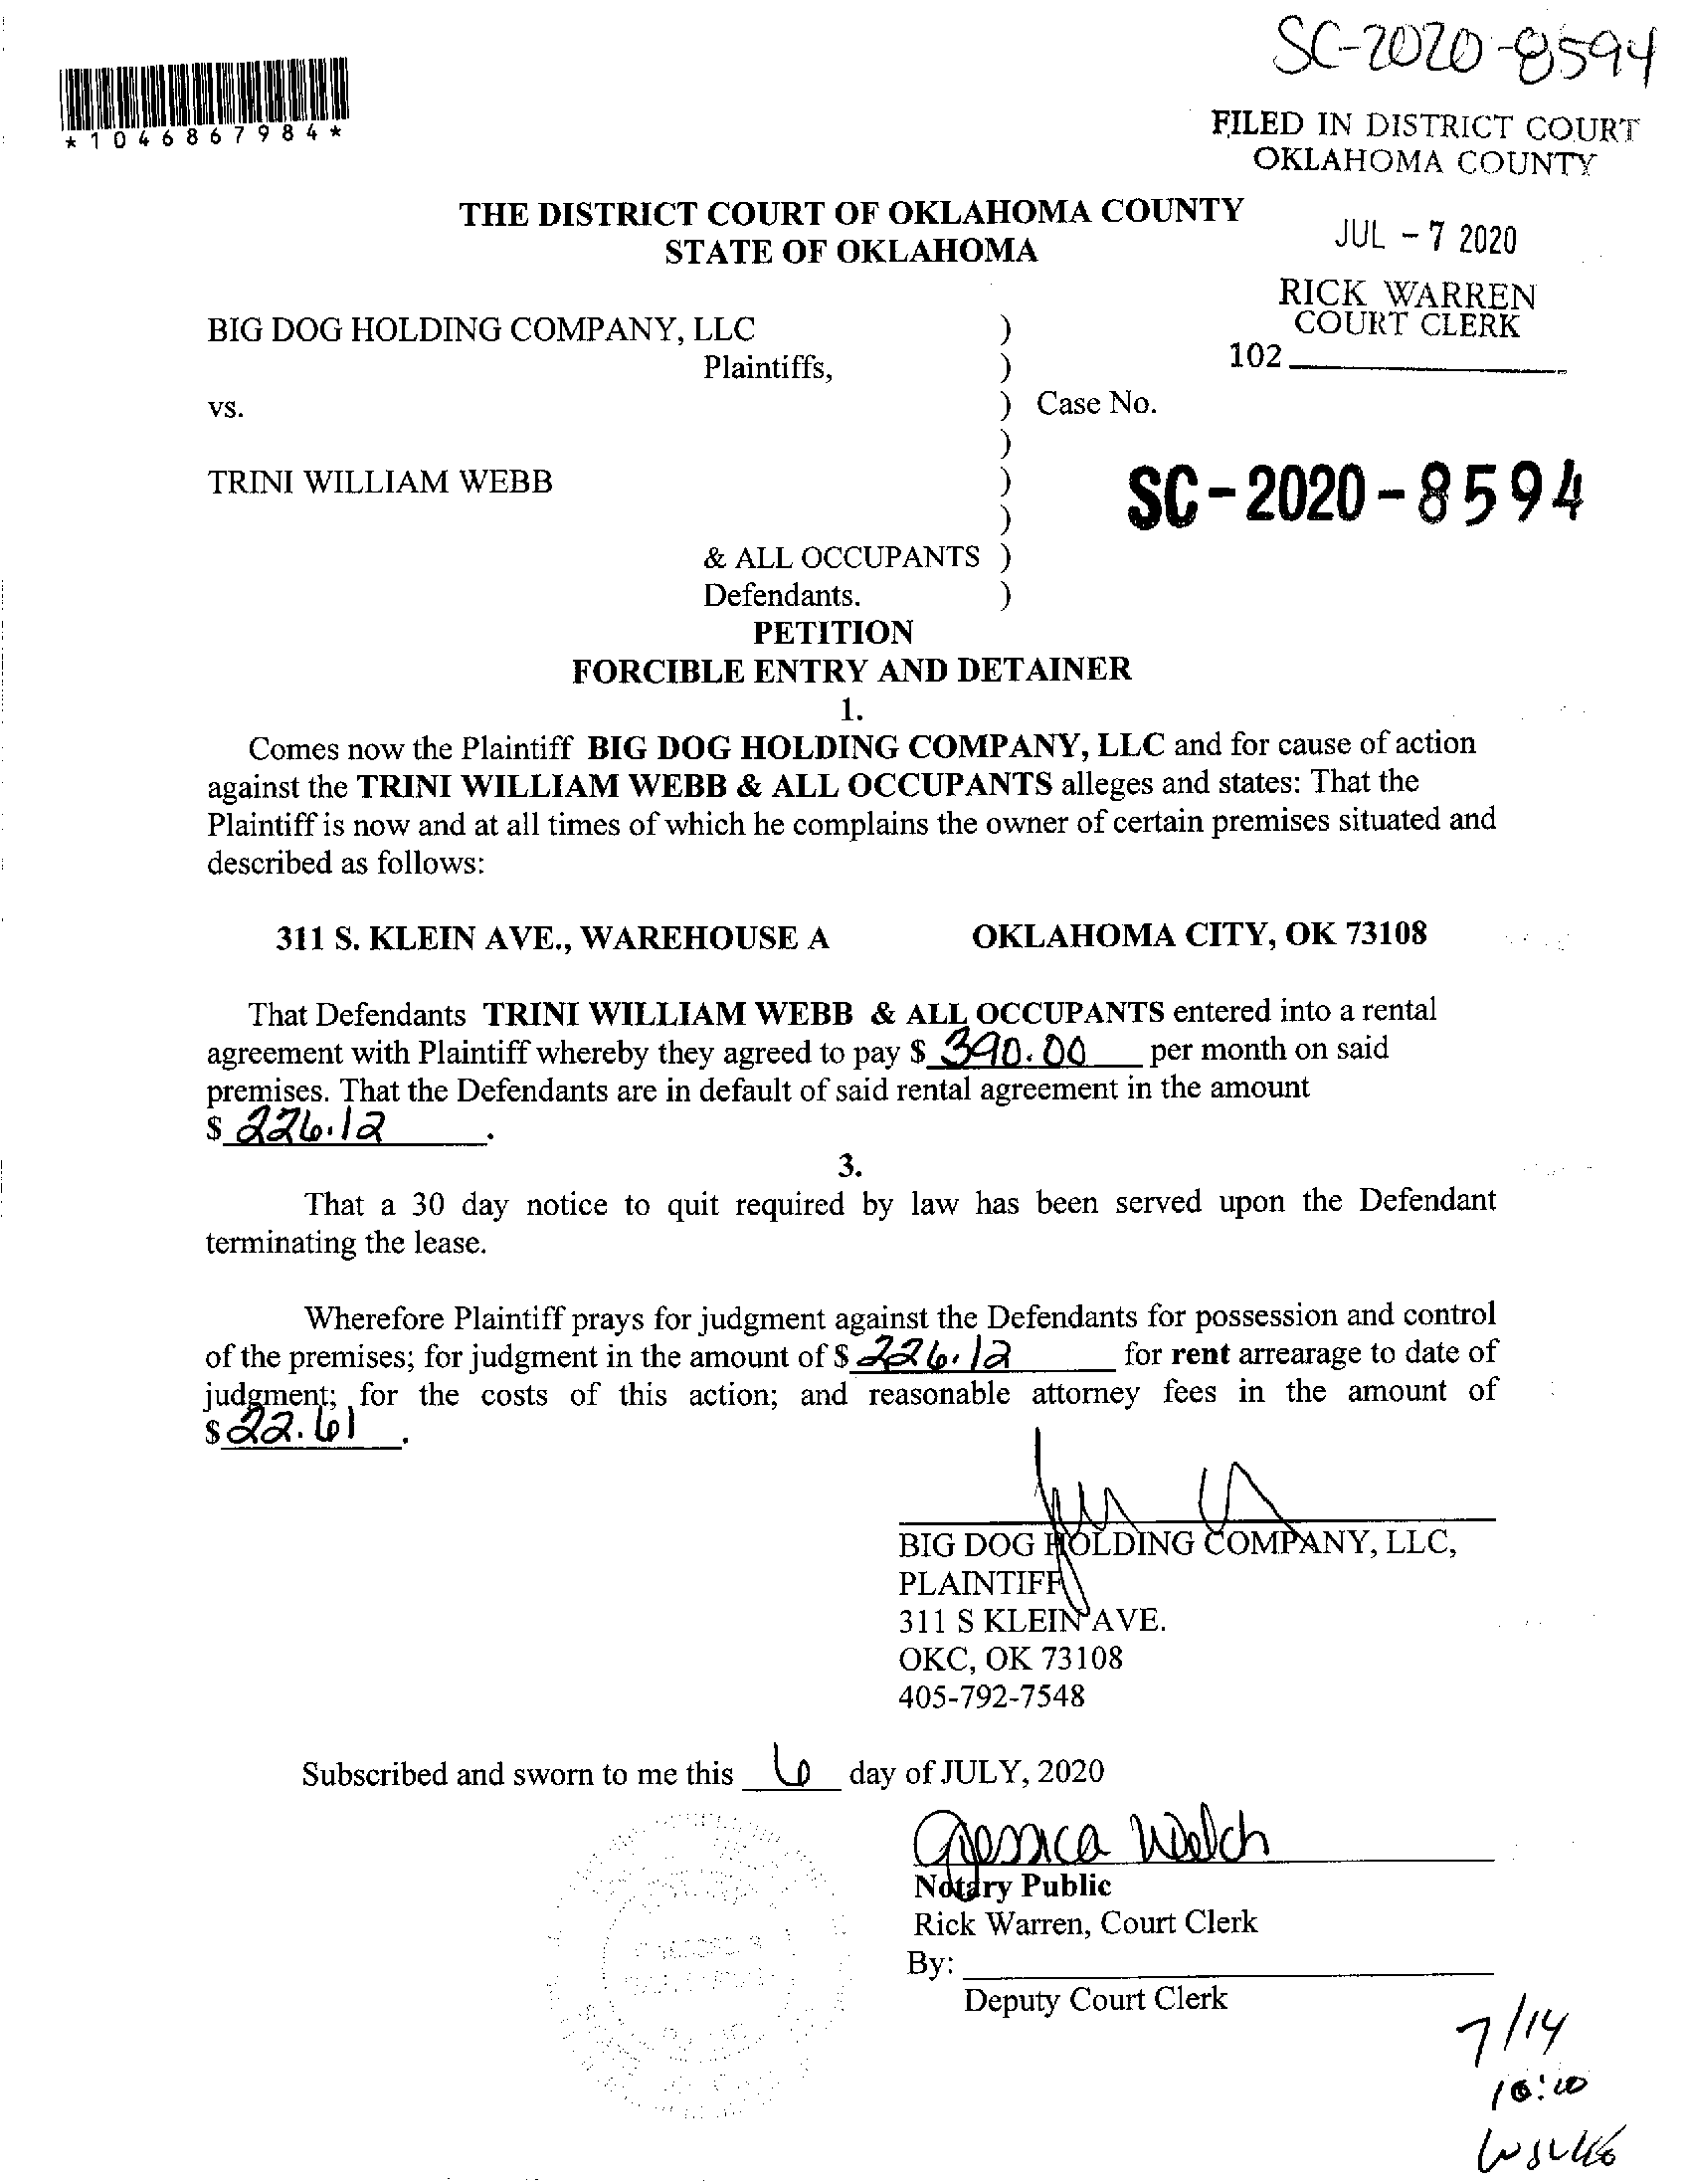 SC-2020-8594
*1046867984*
FILED IN DISTRICT COURT
OKLAHOMA COUNTY
THE DISTRICT COURT OF OKLAHOMA COUNTY
STATE OF OKLAHOMA
JUL - 7 2020
RICK WARREN
COURT CLERK
102
BIG DOG HOLDING COMPANY, LLC )
Plaintiffs, )
vs. ) Case No.
)
TRINI WILLIAM WEBB )
SC-2020-8594
)
& ALL OCCUPANTS )
Defendants. )
PETITION
FORCIBLE ENTRY AND DETAINER
1.
Comes now the Plaintiff BIG DOG HOLDING COMPANY, LLC and for cause of action
against the TRINI WILLIAM WEBB & ALL OCCUPANTS alleges and states: That the
Plaintiff is now and at all times of which he complains the owner of certain premises situated and
described as follows:
311 S. KLEIN AVE., WAREHOUSE A OKLAHOMA CITY, OK 73108
That Defendants TRINI WILLIAM WEBB & ALL OCCUPANTS entered into a rental
agreement with Plaintiff whereby they agreed to pay $ 390.00 per month on said
premises. That the Defendants are in default of said rental agreement in the amount
$ 226.12 .
3.
That a 30 day notice to quit required by law has been served upon the Defendant
terminating the lease.
Wherefore Plaintiff prays for judgment against the Defendants for possession and control
of the premises; for judgment in the amount of $ 226.12 for rent arrearage to date of
judgment; for the costs of this action; and reasonable attorney fees in the amount of
$ 22.61 .
BIG DOG HOLDING COMPANY, LLC,
PLAINTIFF
311 S KLEIN AVE.
OKC, OK 73108
405-792-7548
Subscribed and sworn to me this 6 day of JULY, 2020
Jessica Welch
Notary Public
Rick Warren, Court Clerk
By:
Deputy Court Clerk
7/14
10:00